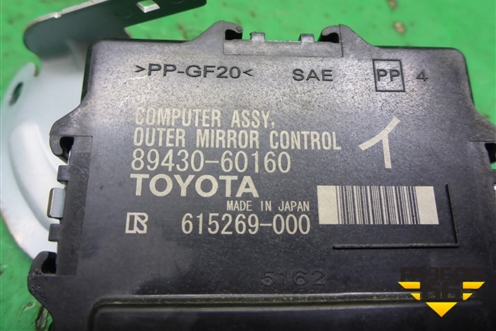 >PP-GF20< SAE PP 4
COMPUTER ASSY,
OUTER MIRROR CONTROL
89430-60160 イ
TOYOTA
MADE IN JAPAN
615269-000
5162